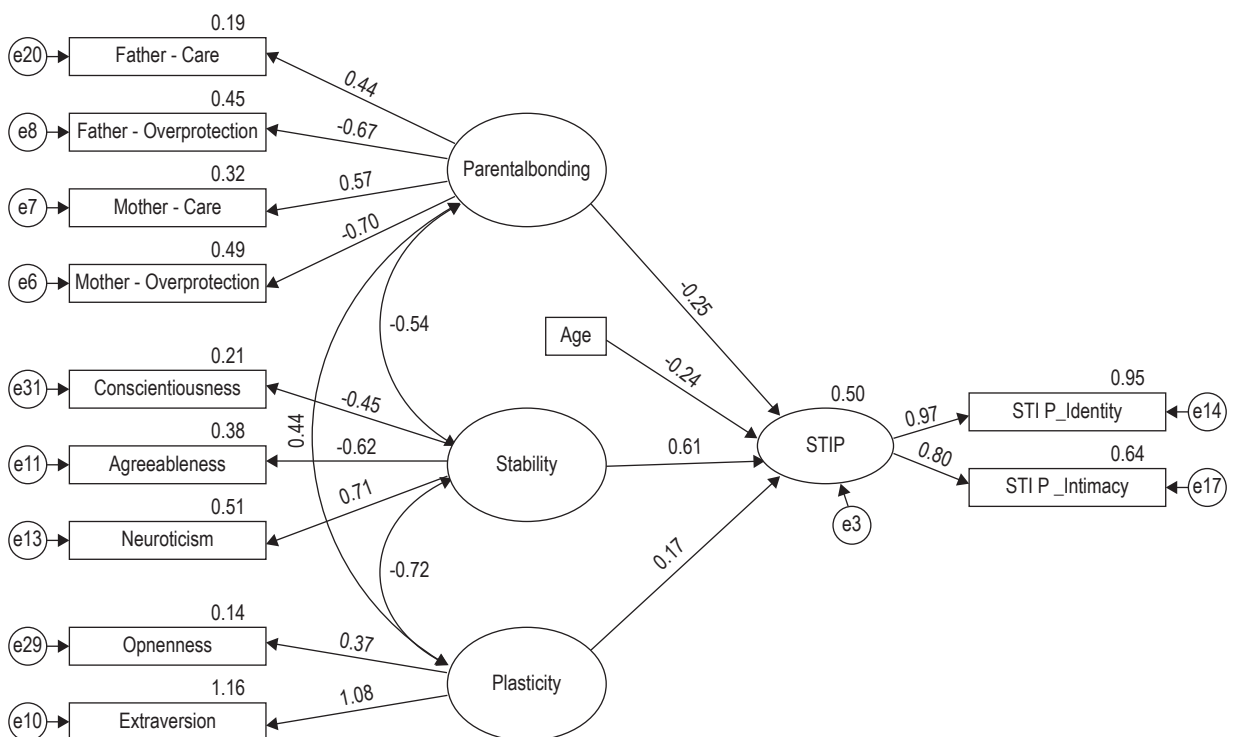 0.19
e20
Father - Care
0.44
0.45
e8
Father - Overprotection
-0.67
Parentalbonding
0.32
e7
Mother - Care
0.57
-0.70
0.49
e6
Mother - Overprotection
-0.25
-0.54
Age
-0.24
0.21
e31
Conscientiousness
-0.45
0.44
0.50
STIP
0.97
0.95
STI P_Identity
e14
0.38
e11
Agreeableness
-0.62
Stability
0.61
0.80
0.64
STI P _Intimacy
e17
0.71
0.51
e13
Neuroticism
e3
-0.72
0.17
0.14
e29
Opnenness
0.37
Plasticity
1.16
e10
Extraversion
1.08